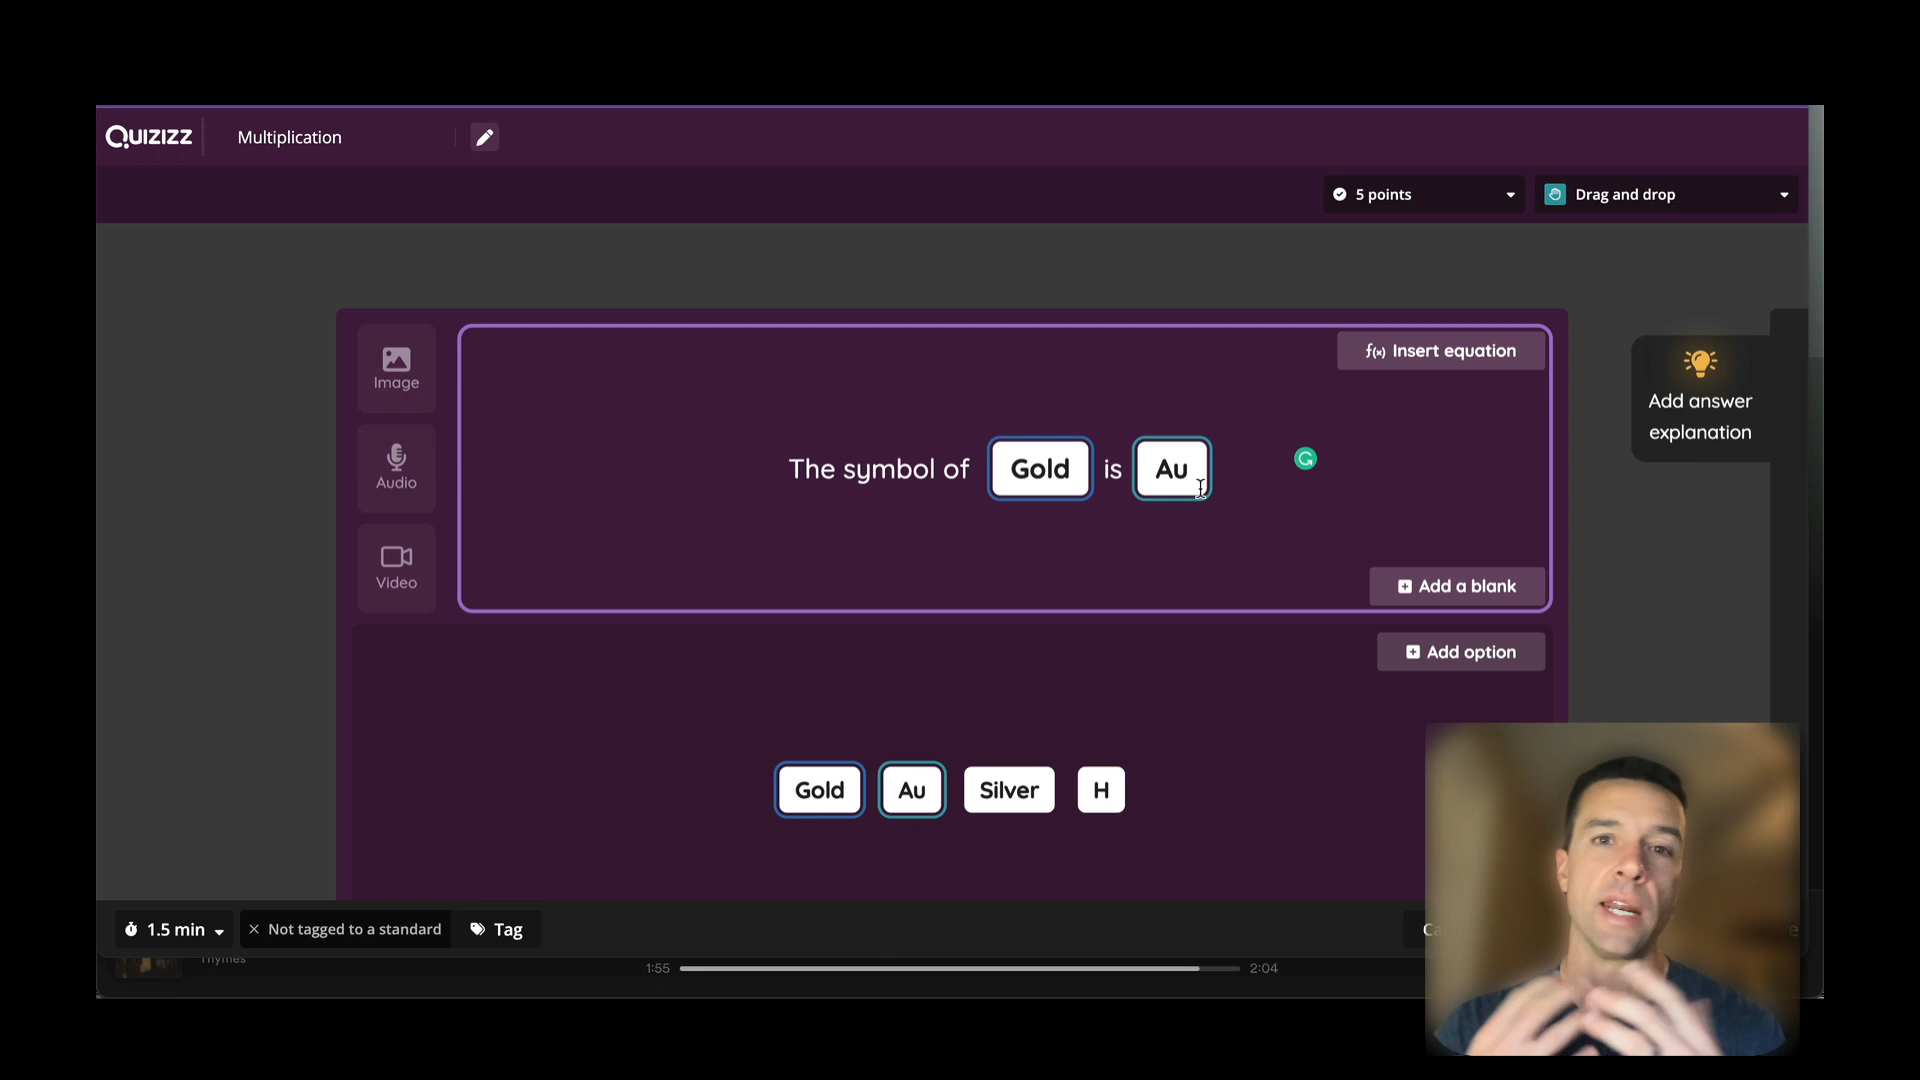 Quizizz
Multiplication
5 points
Drag and drop
Image
Audio
Video
f(x) Insert equation
The symbol of Gold is Au
G
Add a blank
Add answer
explanation
Add option
Gold Au Silver H
1.5 min
Not tagged to a standard
Tag
Thymes
1:55
2:04